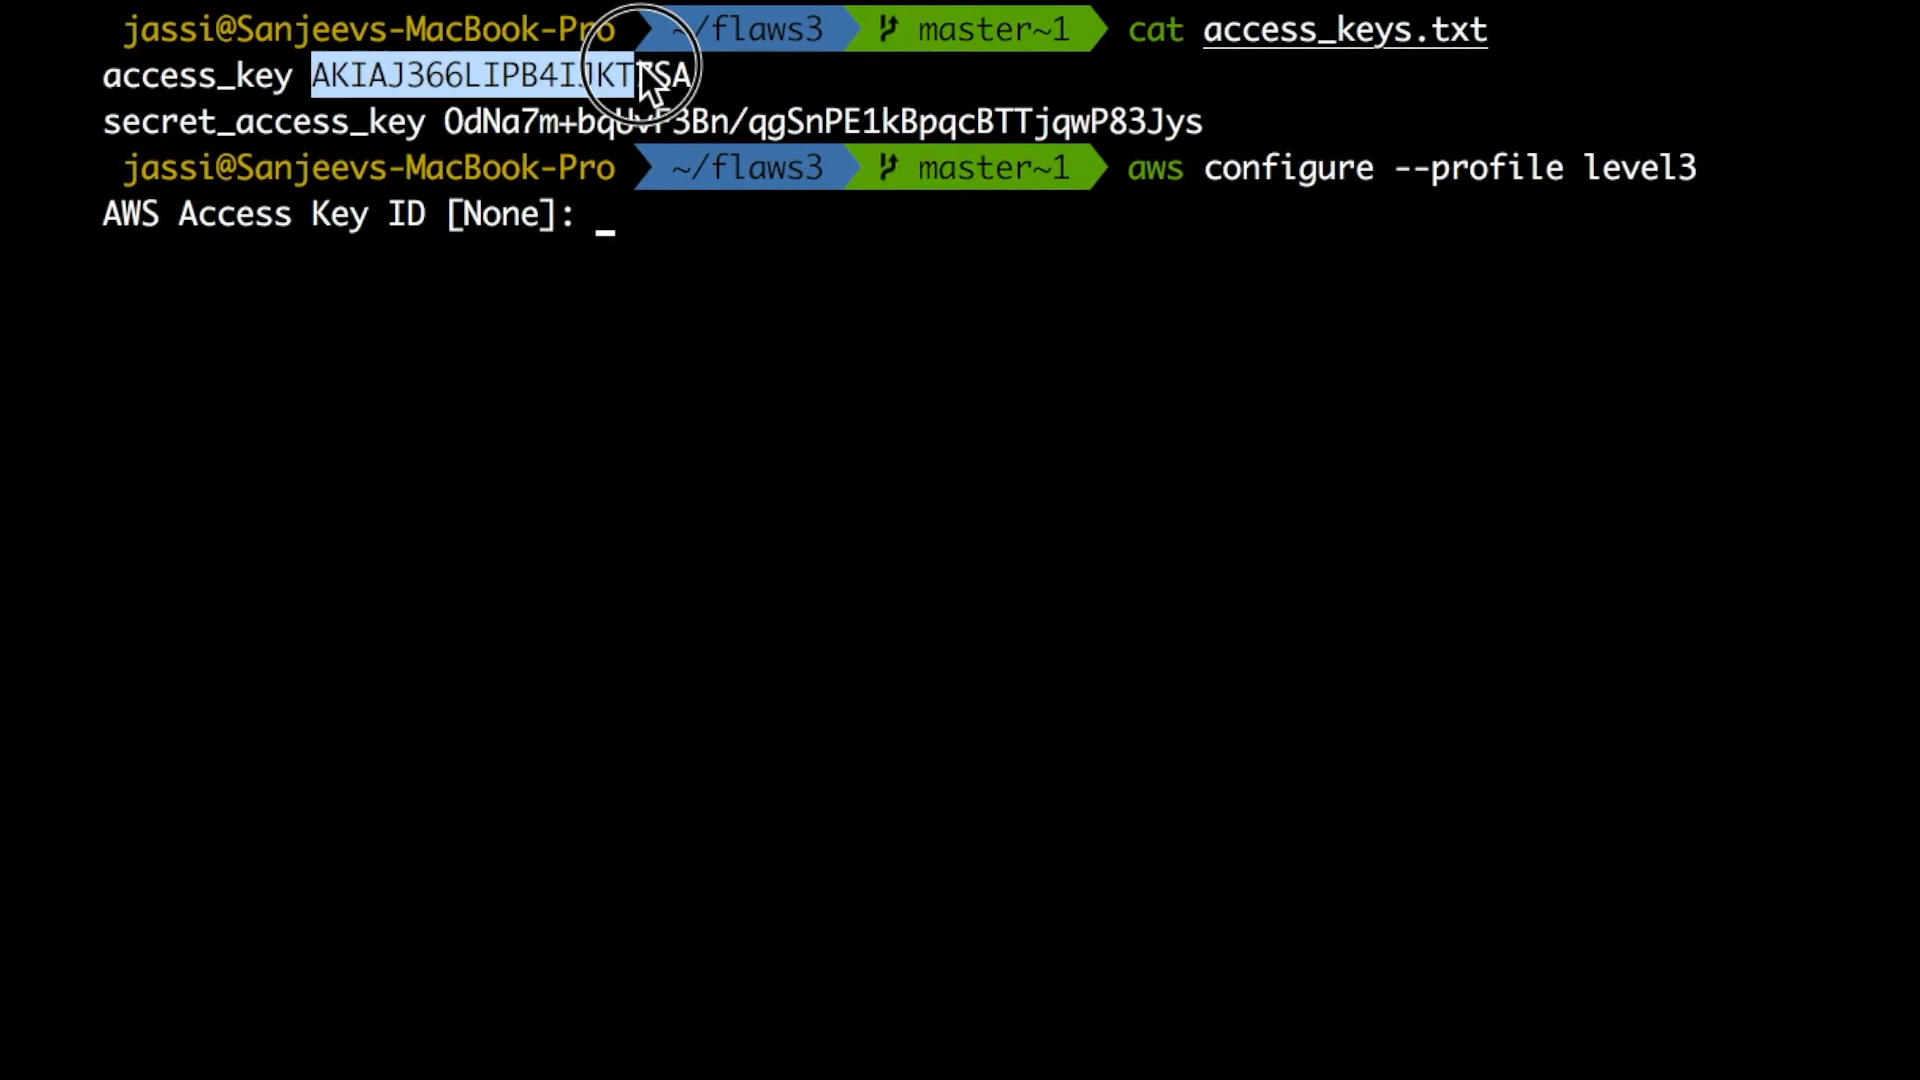 jassi@Sanjeevs-MacBook-Pro ~/flaws3 master~1 cat access_keys.txt
access_key AKIAJ366LIPB4IJKT7SA
secret_access_key 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
jassi@Sanjeevs-MacBook-Pro ~/flaws3 master~1 aws configure --profile level3
AWS Access Key ID [None]: _